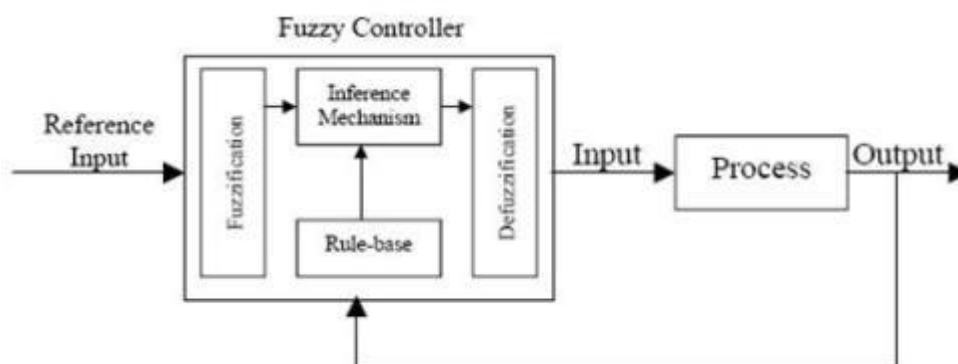 Fuzzy Controller
Reference
Input
Fuzzification
Inference
Mechanism
Rule-base
Defuzzification
Input
Process
Output